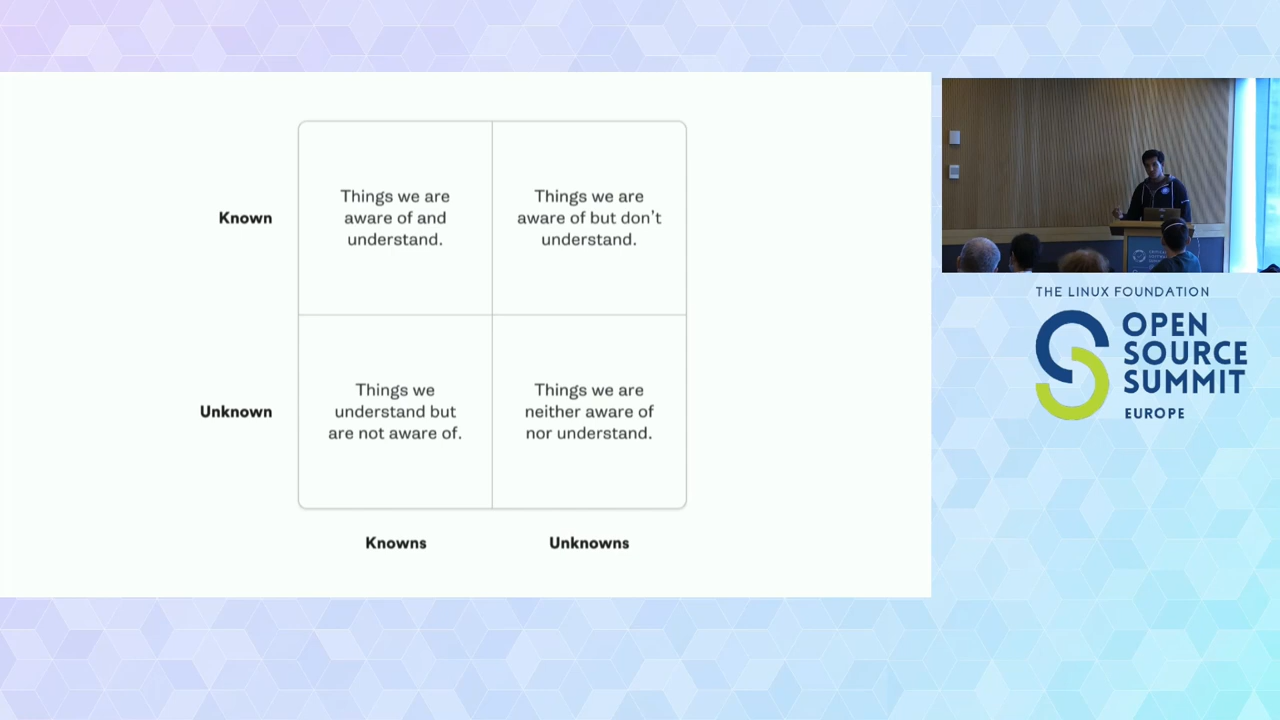 Known
Things we are
aware of and
understand.
Things we are
aware of but don't
understand.
Unknown
Things we
understand but
are not aware of.
Things we are
neither aware of
nor understand.
Knowns
Unknowns
THE LINUX FOUNDATION
OPEN
SOURCE
SUMMIT
EUROPE